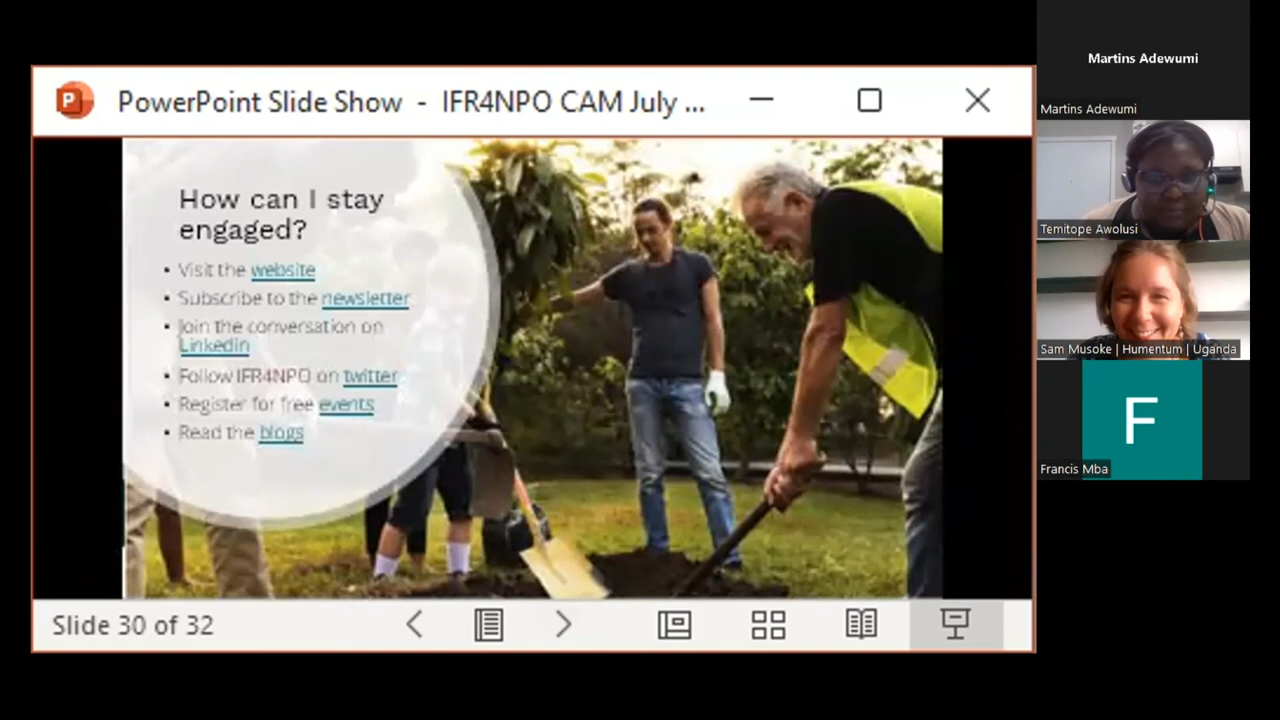 PowerPoint Slide Show - IFR4NPO CAM July ...
How can I stay
engaged?
▪ Visit the website
▪ Subscribe to the newsletter
▪ Join the conversation on
Linkedin
▪ Follow IFR4NPO on twitter
▪ Register for free events
▪ Read the blogs
Slide 30 of 32
Martins Adewumi
Martins Adewumi
Temitope Awolusi
Sam Musoke | Humentum | Uganda
F
Francis Mba